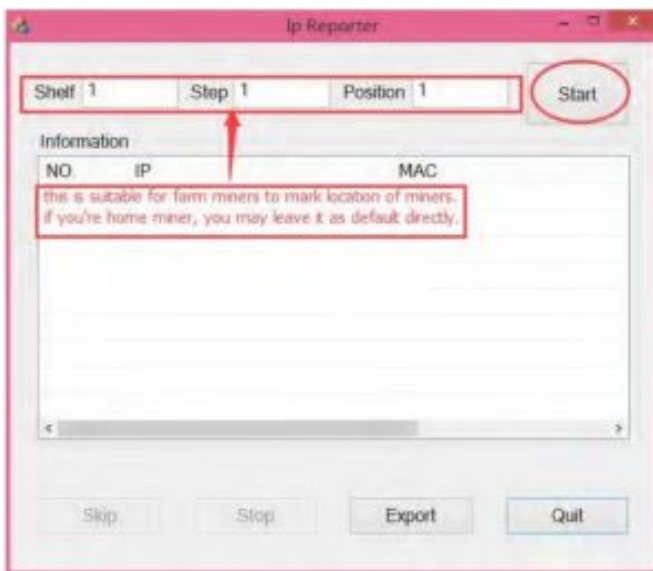 Ip Reporter
Shelf 1 Step 1 Position 1 Start
Information
NO. IP MAC
this is suitable for farm miners to mark location of miners.
if you're home miner, you may leave it as default directly.
Skip Stop Export Quit